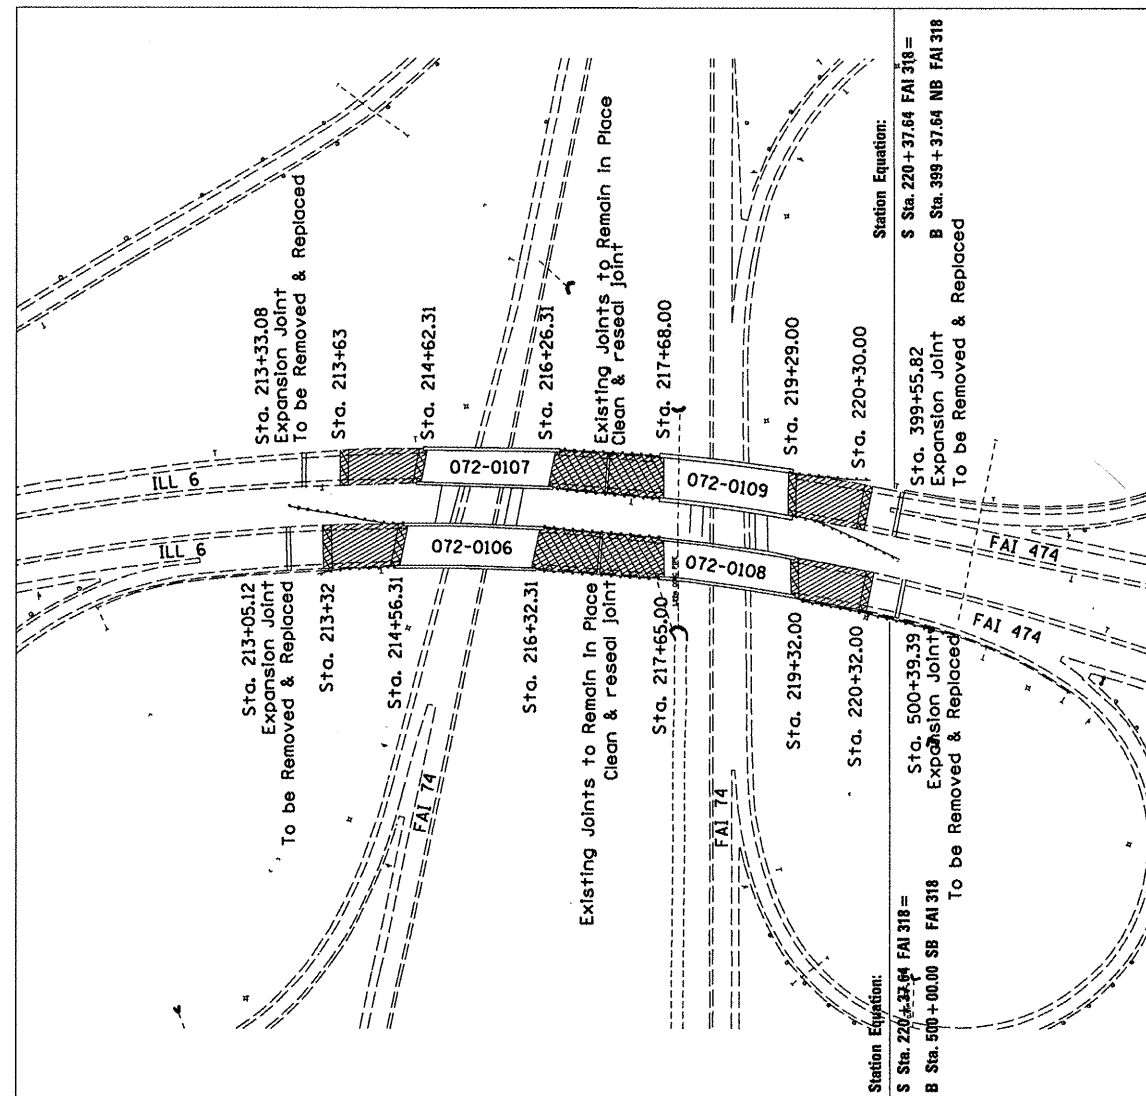 Sta. 213+33.08
Expansion Joint
To be Removed & Replaced
Sta. 213+63
Sta. 214+62.31
Sta. 216+26.31
Existing Joints to Remain in Place
Clean & reseal joint
Sta. 217+68.00
Sta. 219+29.00
Sta. 220+30.00
Station Equation:
S Sta. 220+37.64 FAI 318 =
B Sta. 399+37.64 NB FAI 318
Sta. 399+55.82
Expansion Joint
To be Removed & Replaced
ILL 6
072-0107
072-0109
FAI 474
ILL 6
072-0106
072-0108
FAI 474
Sta. 213+05.12
Expansion Joint
To be Removed & Replaced
Sta. 213+32
Sta. 214+56.31
Sta. 216+32.31
Existing Joints to Remain in Place
Clean & reseal joint
Sta. 217+65.00
Sta. 219+32.00
Sta. 220+32.00
Sta. 500+39.39
Expansion Joint
To be Removed & Replaced
FAI 74
FAI 74
Station Equation:
S Sta. 220+37.64 FAI 318 =
B Sta. 500+00.00 SB FAI 318